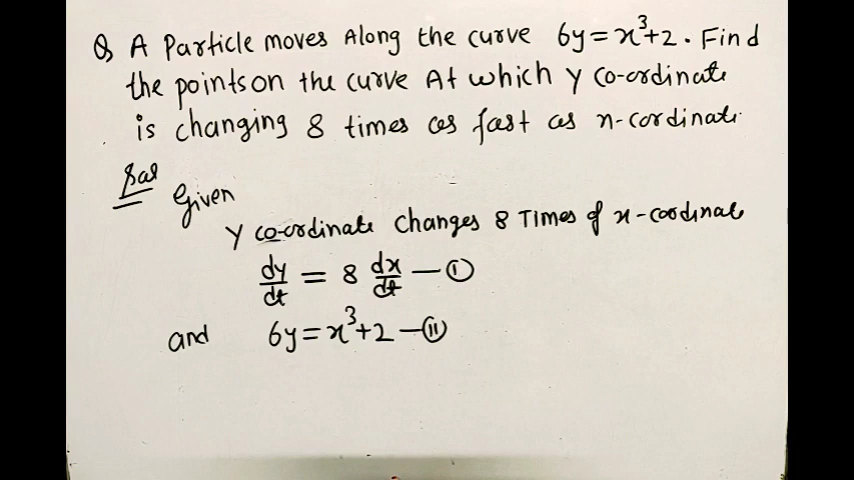 Q A Particle moves Along the curve 6y = x³+2. Find
the points on the curve At which y co-ordinate
is changing 8 times as fast as x-cordinate.
Sol Given
Y co-ordinate changes 8 Times of x-coordinate
dy/dt = 8 dx/dt — (i)
and 6y = x³+2 — (ii)